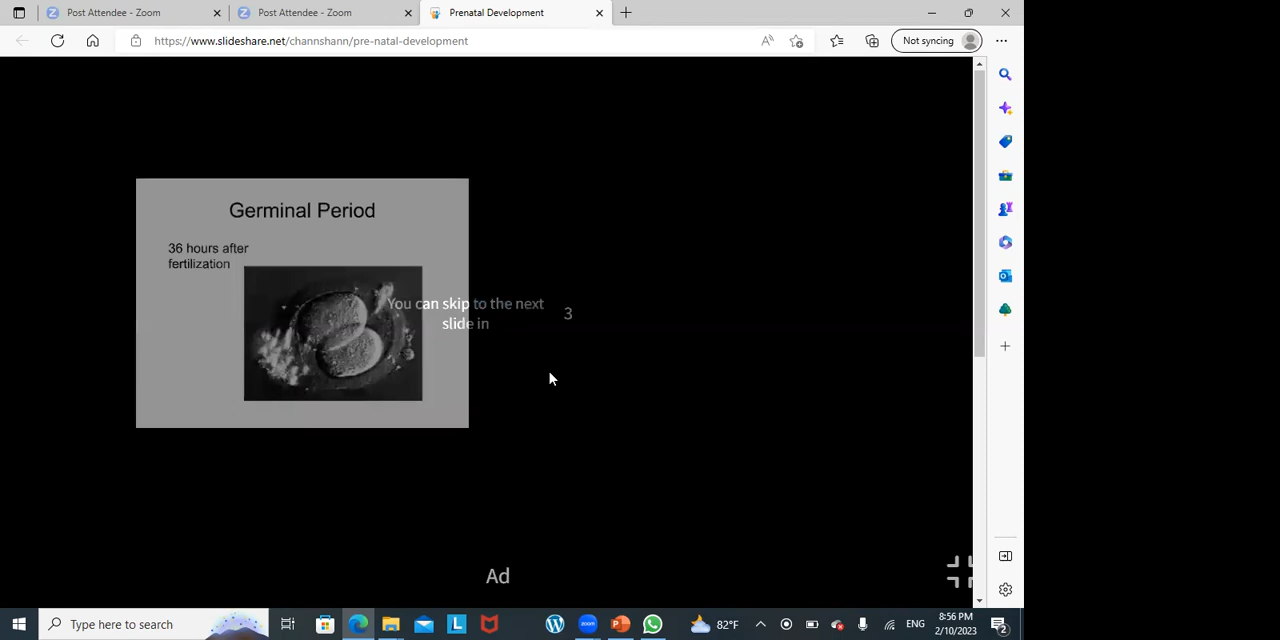 Post Attendee - Zoom
Post Attendee - Zoom
Prenatal Development
https://www.slideshare.net/channshann/pre-natal-development
Not syncing
Germinal Period
36 hours after
fertilization
You can skip to the next
slide in
3
Ad
Type here to search
82°F
ENG
8:56 PM
2/10/2023
2